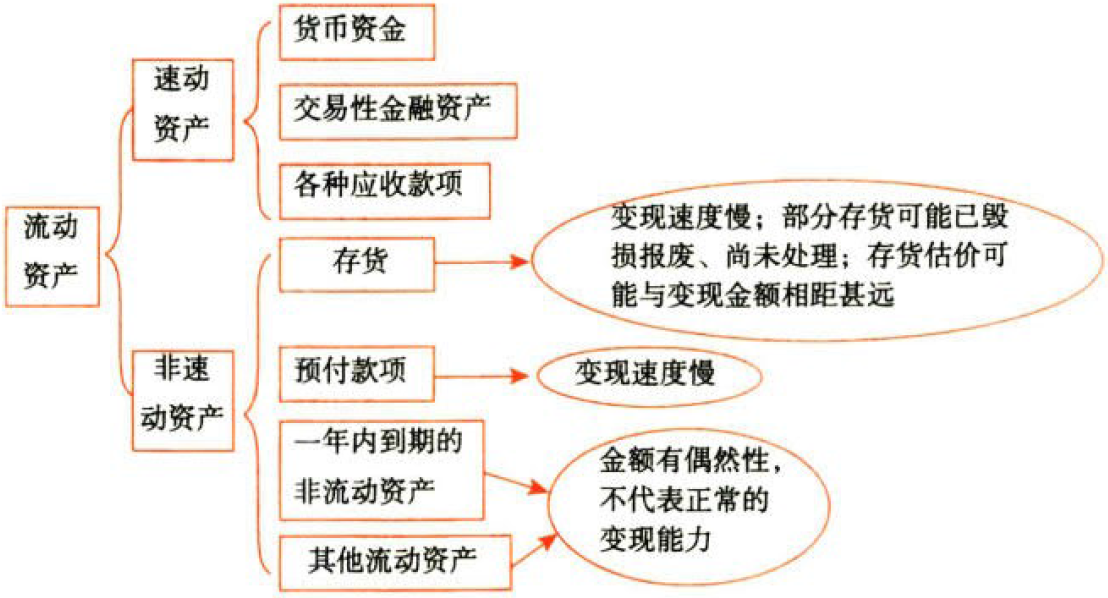 流动
资产
速动
资产
货币资金
交易性金融资产
各种应收款项
非速
动资产
存货
变现速度慢；部分存货可能已毁
损报废、尚未处理；存货估价可
能与变现金额相距甚远
预付款项
变现速度慢
一年内到期的
非流动资产
其他流动资产
金额有偶然性，
不代表正常的
变现能力